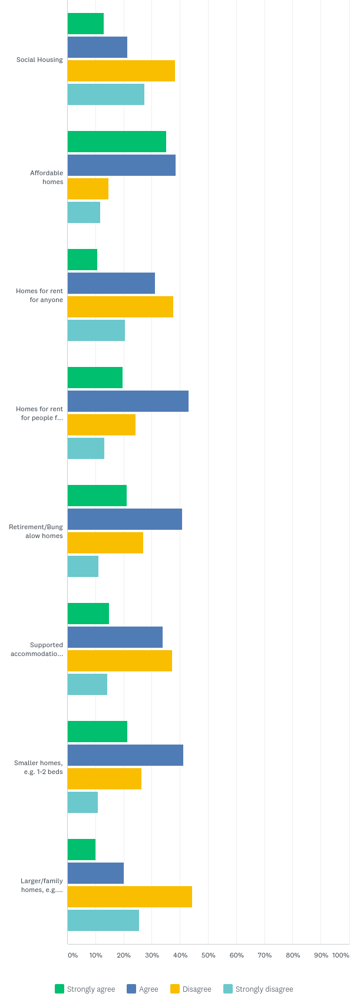 Social Housing
Affordable
homes
Homes for rent
for anyone
Homes for rent
for people f...
Retirement/Bung
alow homes
Supported
accommodatio...
Smaller homes,
e.g. 1-2 beds
Larger/family
homes, e.g....
0% 10% 20% 30% 40% 50% 60% 70% 80% 90% 100%
Strongly agree Agree Disagree Strongly disagree